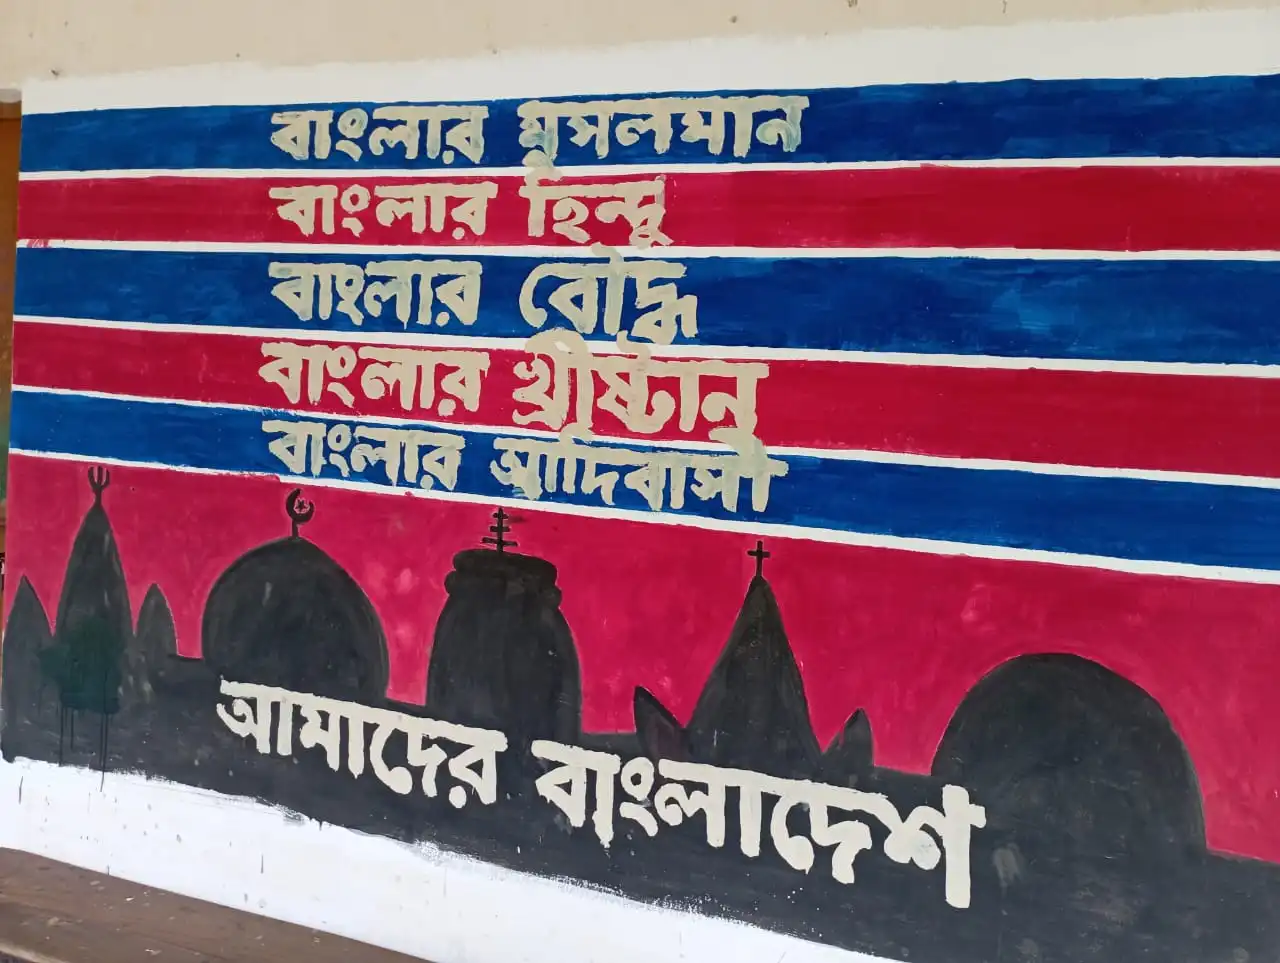 বাংলার মুসলমান
বাংলার হিন্দু
বাংলার বৌদ্ধ
বাংলার খ্রীষ্টান
বাংলার আদিবাসী
আমাদের বাংলাদেশ